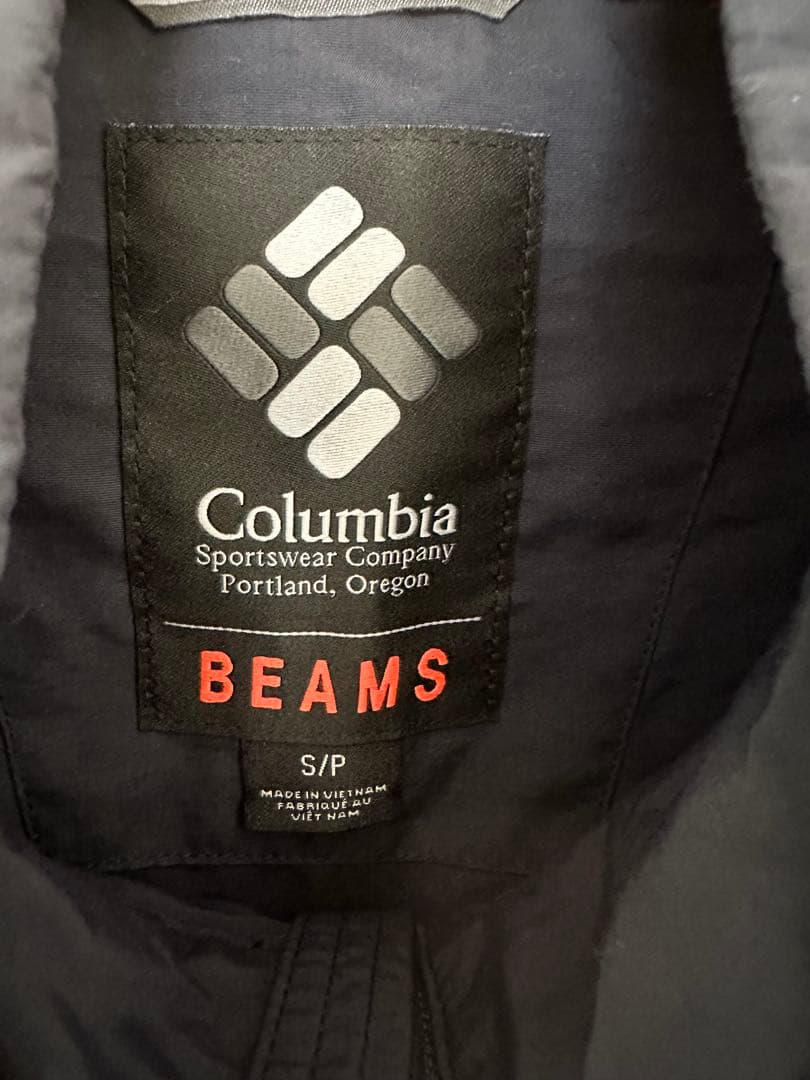 Columbia
Sportswear Company
Portland, Oregon
BEAMS
S/P
MADE IN VIETNAM
FABRIQUÉ AU
VIÊT NAM